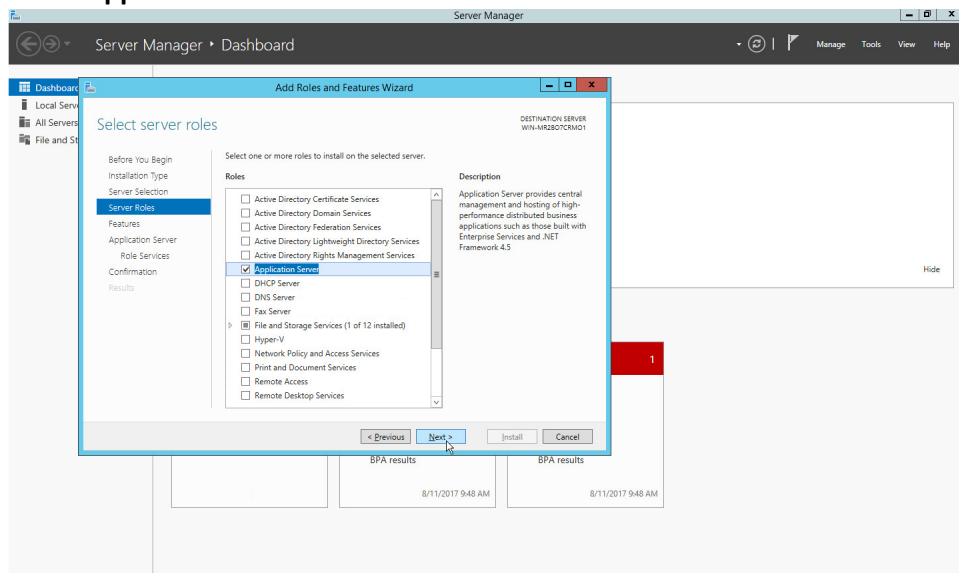 Server Manager
Server Manager • Dashboard
Manage Tools View Help
Dashboard
Local Serv
All Servers
File and St
Add Roles and Features Wizard
Select server roles
DESTINATION SERVER
WIN-MR2BO7CRMO1
Before You Begin
Installation Type
Server Selection
Server Roles
Features
Application Server
Role Services
Confirmation
Results
Select one or more roles to install on the selected server.
Roles
Active Directory Certificate Services
Active Directory Domain Services
Active Directory Federation Services
Active Directory Lightweight Directory Services
Active Directory Rights Management Services
Application Server
DHCP Server
DNS Server
Fax Server
File and Storage Services (1 of 12 installed)
Hyper-V
Network Policy and Access Services
Print and Document Services
Remote Access
Remote Desktop Services
Description
Application Server provides central
management and hosting of high-
performance distributed business
applications such as those built with
Enterprise Services and .NET
Framework 4.5
< Previous Next > Install Cancel
Hide
1
BPA results
8/11/2017 9:48 AM
BPA results
8/11/2017 9:48 AM